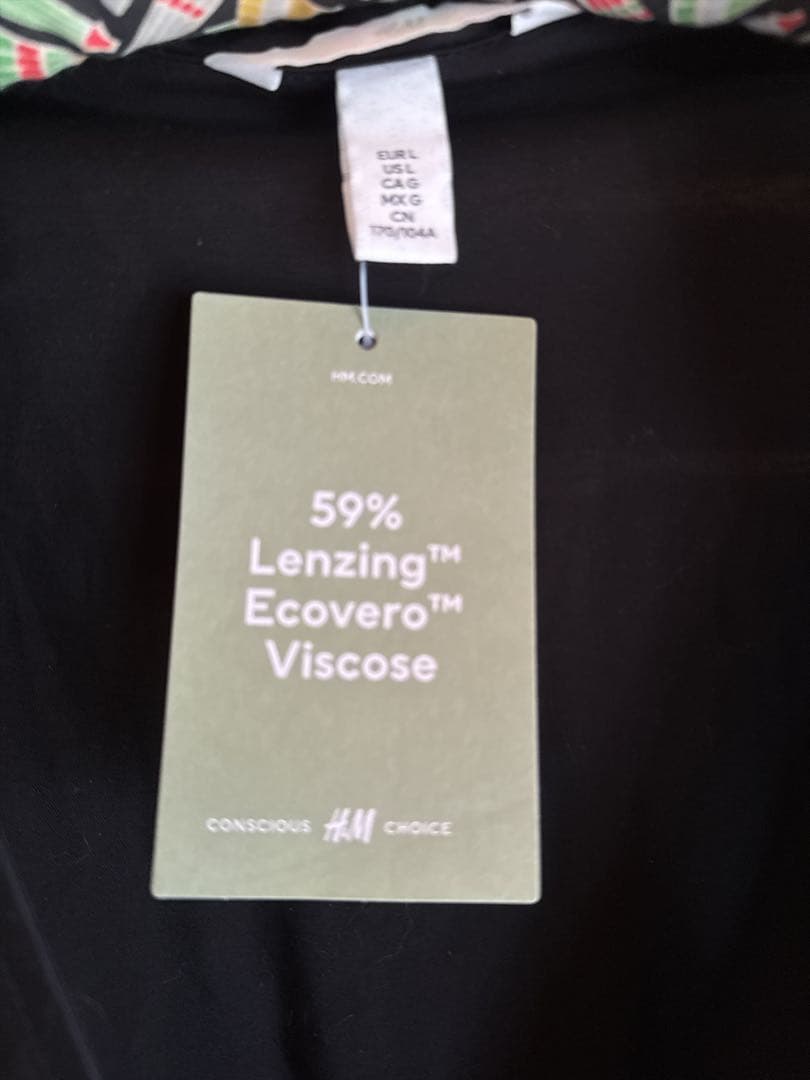 EUR L
US L
CA G
MX G
CN
170/104A
HM.COM
59%
Lenzing™
Ecovero™
Viscose
CONSCIOUS H&M CHOICE